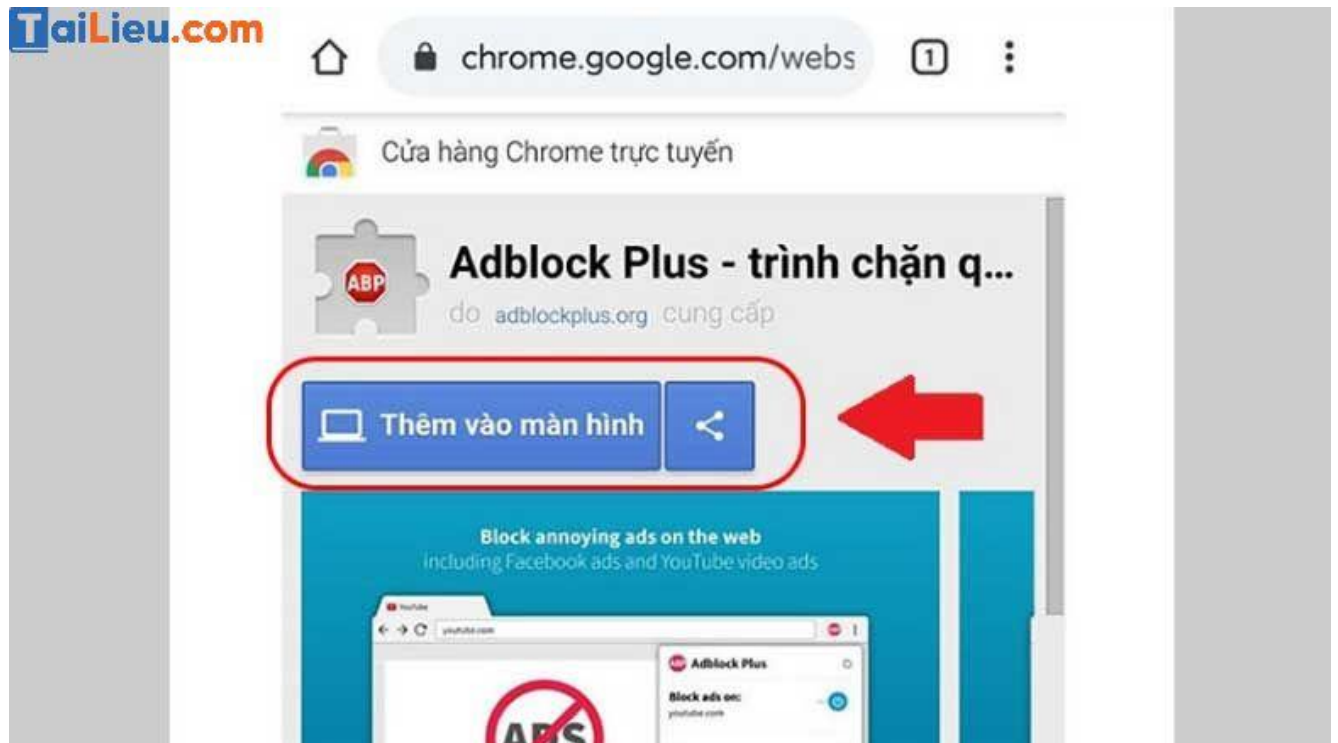 TaiLieu.com
chrome.google.com/webs
1
Cửa hàng Chrome trực tuyến
ABP
Adblock Plus - trình chặn q...
do adblockplus.org cung cấp
Thêm vào màn hình
Block annoying ads on the web
including Facebook ads and YouTube video ads
YouTube
youtube.com
ABP Adblock Plus
Block ads on:
youtube.com
ADS